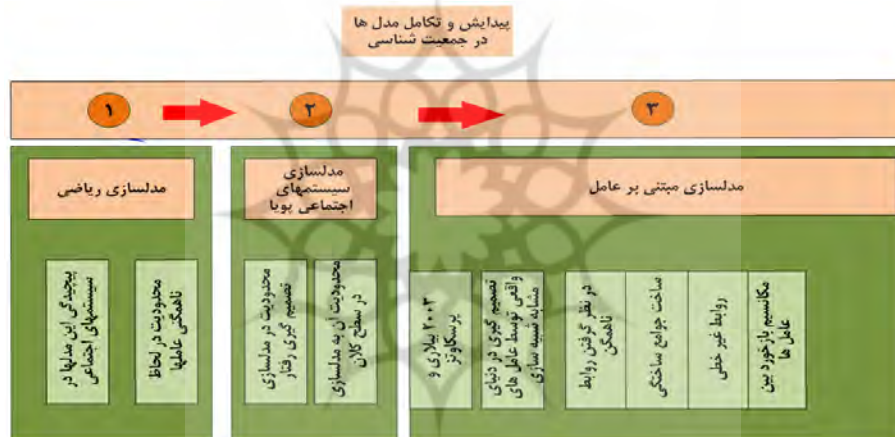 پیدایش و تکامل مدل ها
در جمعیت شناسی
۱
۲
۳
مدلسازی ریاضی
مدلسازی
سیستمهای
اجتماعی پویا
مدلسازی مبتنی بر عامل
پیچیدگی این مدلها در
سیستمهای اجتماعی
محدودیت در لحاظ
ناهمگنی عاملها
محدودیت در مدلسازی
تصمیم گیری رفتار
محدودیت آن به مدلسازی
در سطح کلان
۲۰۰۳ بیلاری و
پرسکاوتز
تصمیم گیری در دنیای
واقعی توسط عامل های
مشابه شبیه سازی
در نظر گرفتن روابط
ناهمگن
ساخت جوامع ساختگی
روابط غیر خطی
مکانسیم بازخورد بین
عامل ها